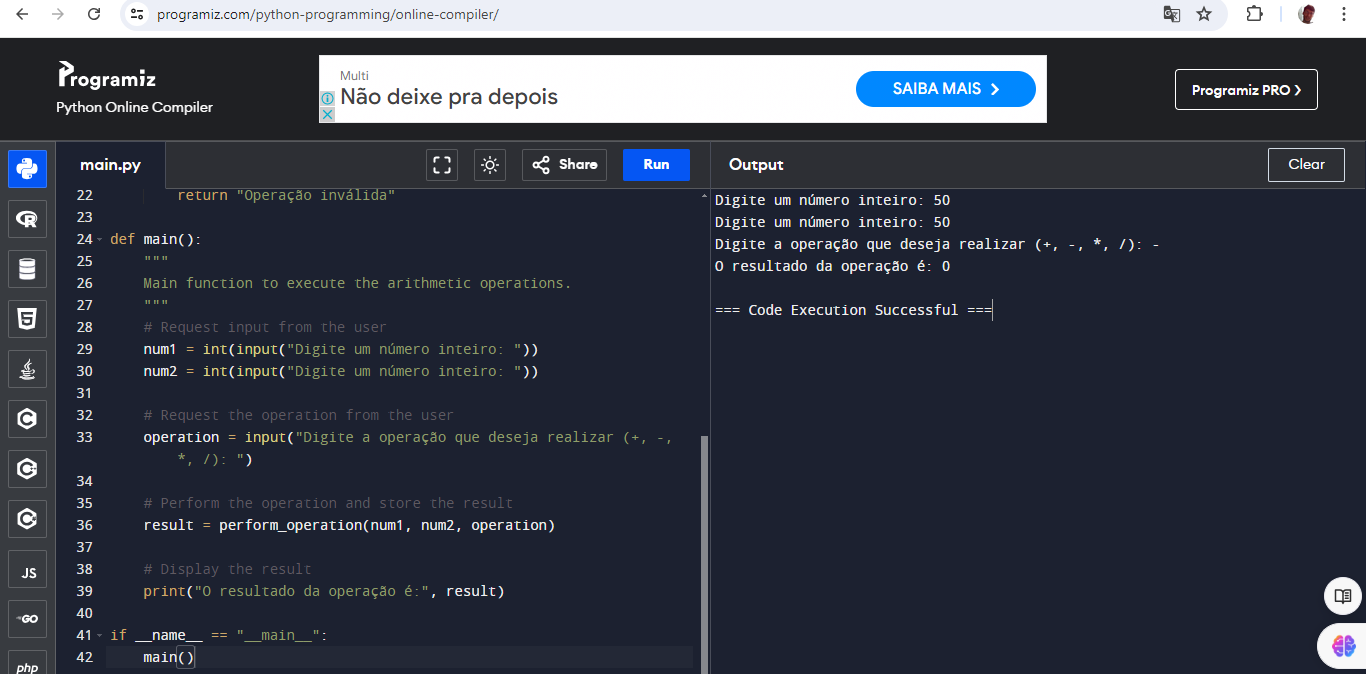 programiz.com/python-programming/online-compiler/
Programiz
Python Online Compiler
Multi
Não deixe pra depois
SAIBA MAIS
Programiz PRO
main.py
Share
Run
Output
Clear
22 return "Operação inválida"
23
24 def main():
25 """
26 Main function to execute the arithmetic operations.
27 """
28 # Request input from the user
29 num1 = int(input("Digite um número inteiro: "))
30 num2 = int(input("Digite um número inteiro: "))
31
32 # Request the operation from the user
33 operation = input("Digite a operação que deseja realizar (+, -,
*, /): ")
34
35 # Perform the operation and store the result
36 result = perform_operation(num1, num2, operation)
37
38 # Display the result
39 print("O resultado da operação é:", result)
40
41 if __name__ == "__main__":
42 main()
Digite um número inteiro: 50
Digite um número inteiro: 50
Digite a operação que deseja realizar (+, -, *, /): -
O resultado da operação é: 0
=== Code Execution Successful ===
JS
GO
php